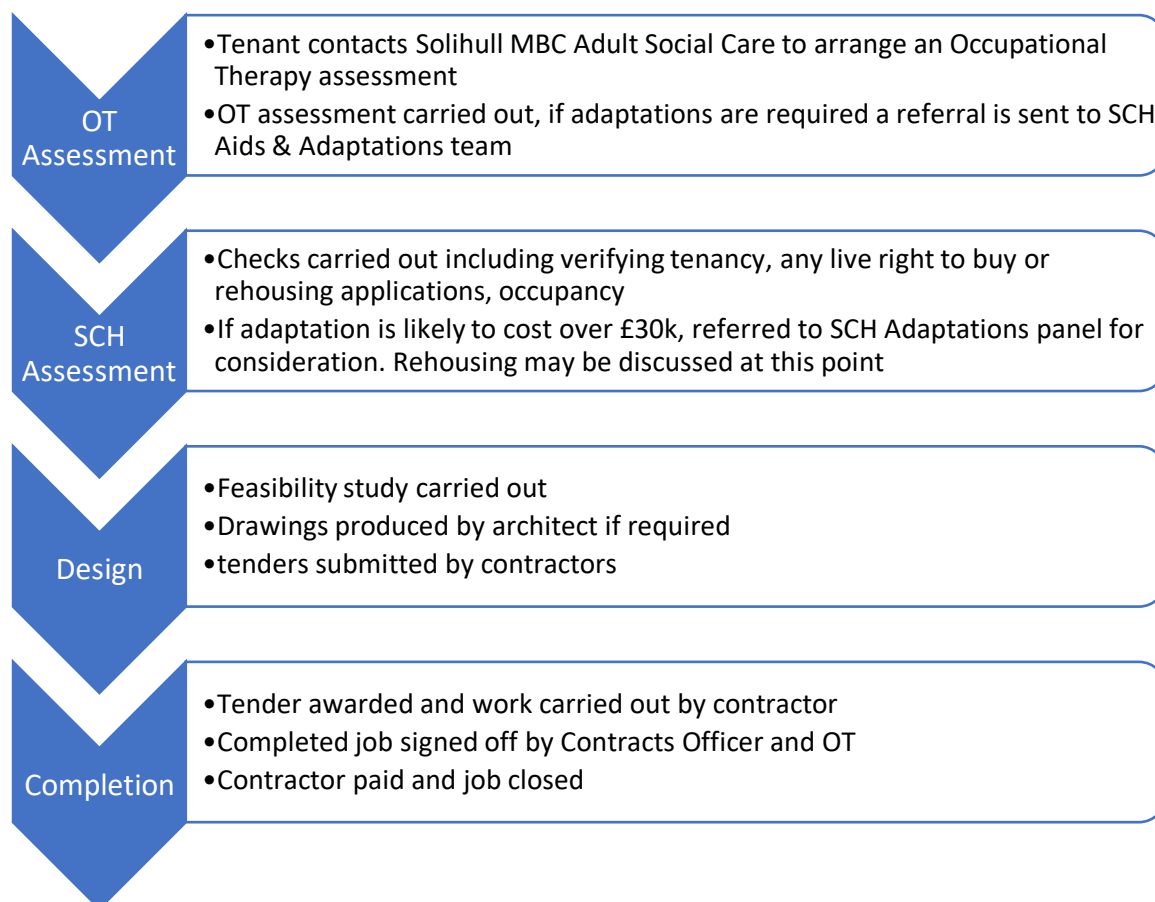 OT
Assessment
•Tenant contacts Solihull MBC Adult Social Care to arrange an Occupational
Therapy assessment
•OT assessment carried out, if adaptations are required a referral is sent to SCH
Aids & Adaptations team
SCH
Assessment
•Checks carried out including verifying tenancy, any live right to buy or
rehousing applications, occupancy
•If adaptation is likely to cost over £30k, referred to SCH Adaptations panel for
consideration. Rehousing may be discussed at this point
Design
•Feasibility study carried out
•Drawings produced by architect if required
•tenders submitted by contractors
Completion
•Tender awarded and work carried out by contractor
•Completed job signed off by Contracts Officer and OT
•Contractor paid and job closed